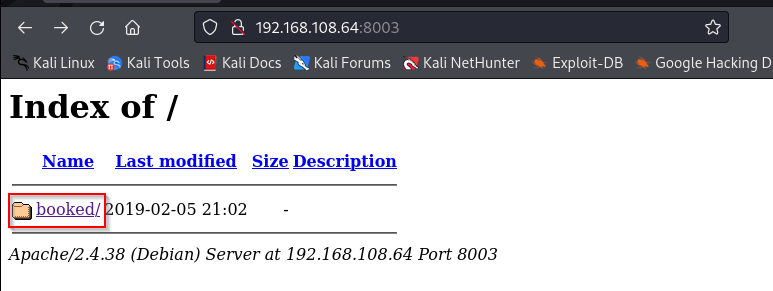 192.168.108.64:8003
Kali Linux Kali Tools Kali Docs Kali Forums Kali NetHunter Exploit-DB Google Hacking D
Index of /
Name Last modified Size Description
booked/ 2019-02-05 21:02 -
Apache/2.4.38 (Debian) Server at 192.168.108.64 Port 8003